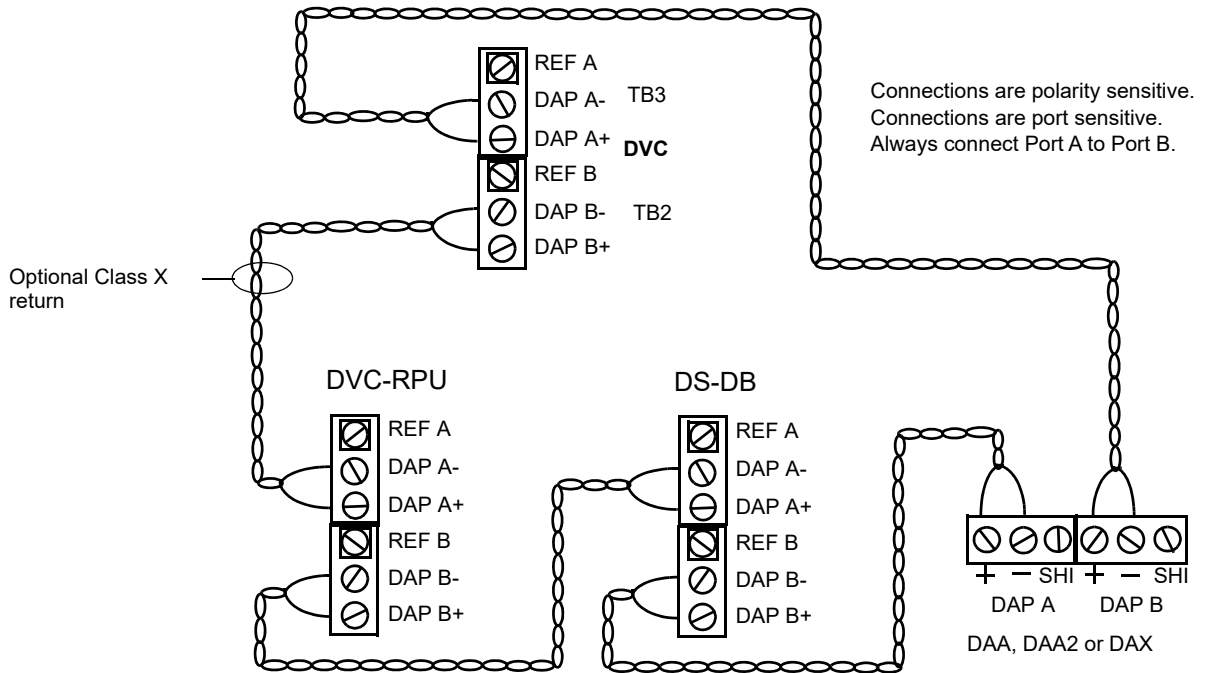 REF A
DAP A-
TB3
DAP A+
DVC
REF B
DAP B-
TB2
DAP B+
Connections are polarity sensitive.
Connections are port sensitive.
Always connect Port A to Port B.
Optional Class X
return
DVC-RPU
REF A
DAP A-
DAP A+
REF B
DAP B-
DAP B+
DS-DB
REF A
DAP A-
DAP A+
REF B
DAP B-
DAP B+
+ — SHI + — SHI
DAP A DAP B
DAA, DAA2 or DAX